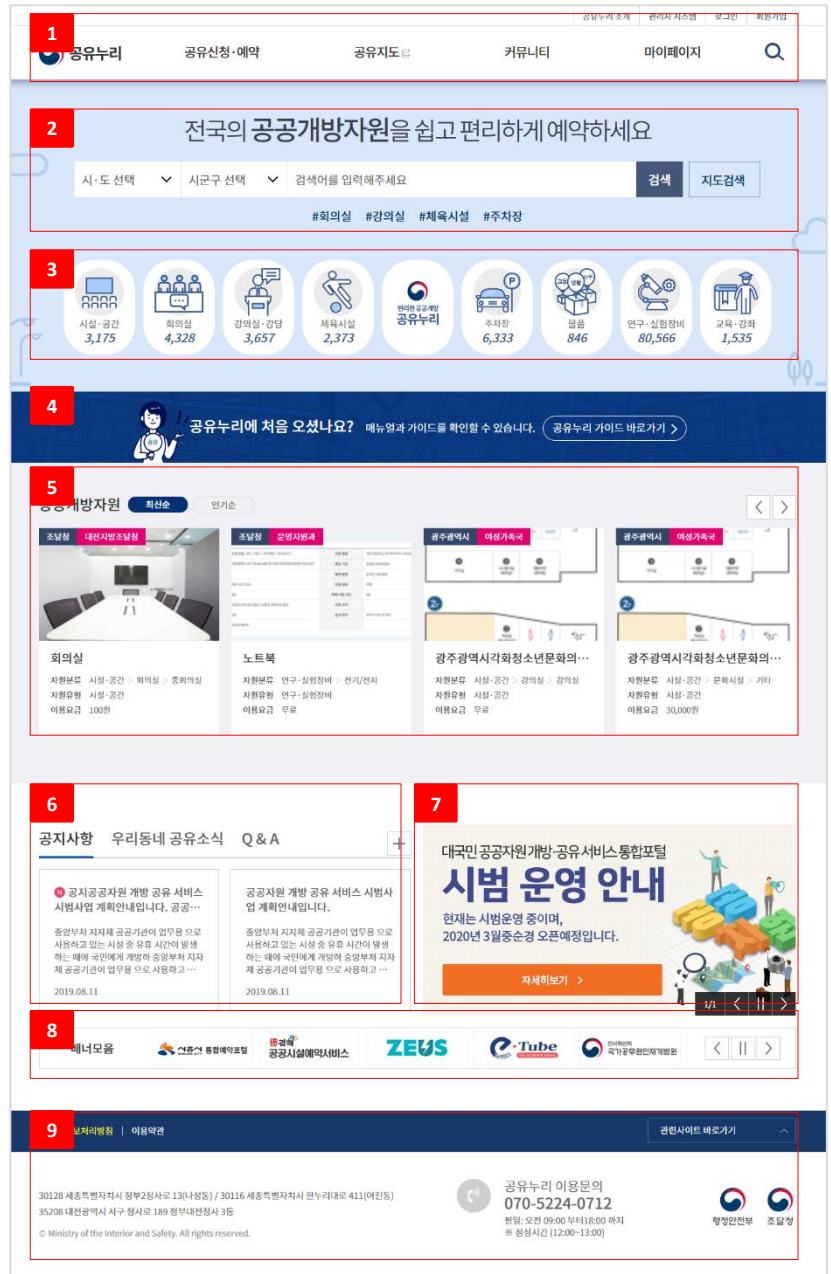 공유누리 소개 관리자 시스템 로그인 회원가입
1
공유누리 공유신청·예약 공유지도 커뮤니티 마이페이지
2
전국의 공공개방자원을 쉽고 편리하게 예약하세요
시·도 선택 시군구 선택 검색어를 입력해주세요 검색 지도검색
#회의실 #강의실 #체육시설 #주차장
3
시설·공간 회의실 강의실·강당 체육시설 편리한 공공개방 공유누리 주차장 물품 연구·실험장비 교육·강좌
3,175 4,328 3,657 2,373 6,333 846 80,566 1,535
4
공유누리에 처음 오셨나요? 매뉴얼과 가이드를 확인할 수 있습니다. 공유누리 가이드 바로가기
5
개방자원 최신순 인기순
조달청 대전지방조달청 조달청 운영지원과 광주광역시 여성가족국 광주광역시 여성가족국
회의실 노트북 광주광역시각화청소년문화의… 광주광역시각화청소년문화의…
자원분류 시설·공간 > 회의실 > 중회의실 자원분류 연구·실험장비 > 전기/전자 자원분류 시설·공간 > 강의실 > 강의실 자원분류 시설·공간 > 문화시설 > 기타
자원유형 시설·공간 자원유형 연구·실험장비 자원유형 시설·공간 자원유형 시설·공간
이용요금 100원 이용요금 무료 이용요금 무료 이용요금 30,000원
6
공지사항 우리동네 공유소식 Q & A
N 공지공공자원 개방 공유 서비스
시범사업 계획안내입니다. 공공…
중앙부처 지자체 공공기관이 업무용 으로
사용하고 있는 시설 중 유휴 시간이 발생
하는 때에 국민에게 개방하 중앙부처 지자
체 공공기관이 업무용 으로 사용하고 …
2019.08.11
공공자원 개방 공유 서비스 시범사
업 계획안내입니다.
중앙부처 지자체 공공기관이 업무용 으로
사용하고 있는 시설 중 유휴 시간이 발생
하는 때에 국민에게 개방하 중앙부처 지자
체 공공기관이 업무용 으로 사용하고 …
2019.08.11
7
대국민 공공자원 개방·공유 서비스 통합포털
시범 운영 안내
현재는 시범운영 중이며,
2020년 3월중순경 오픈예정입니다.
자세히보기 >
1/1
8
배너모음 통합예약포털 공공시설예약서비스 ZEUS e-Tube 인사혁신처 국가공무원인재개발원
9
보처리방침 | 이용약관 관련사이트 바로가기
30128 세종특별자치시 정부2청사로 13(나성동) / 30116 세종특별자치시 한누리대로 411(어진동)
35208 대전광역시 서구 청사로 189 정부대전청사 3동
© Ministry of the Interior and Safety. All rights reserved.
공유누리 이용문의
070-5224-0712
평일: 오전 09:00 부터18:00 까지
※ 점심시간 (12:00~13:00)
행정안전부 조달청